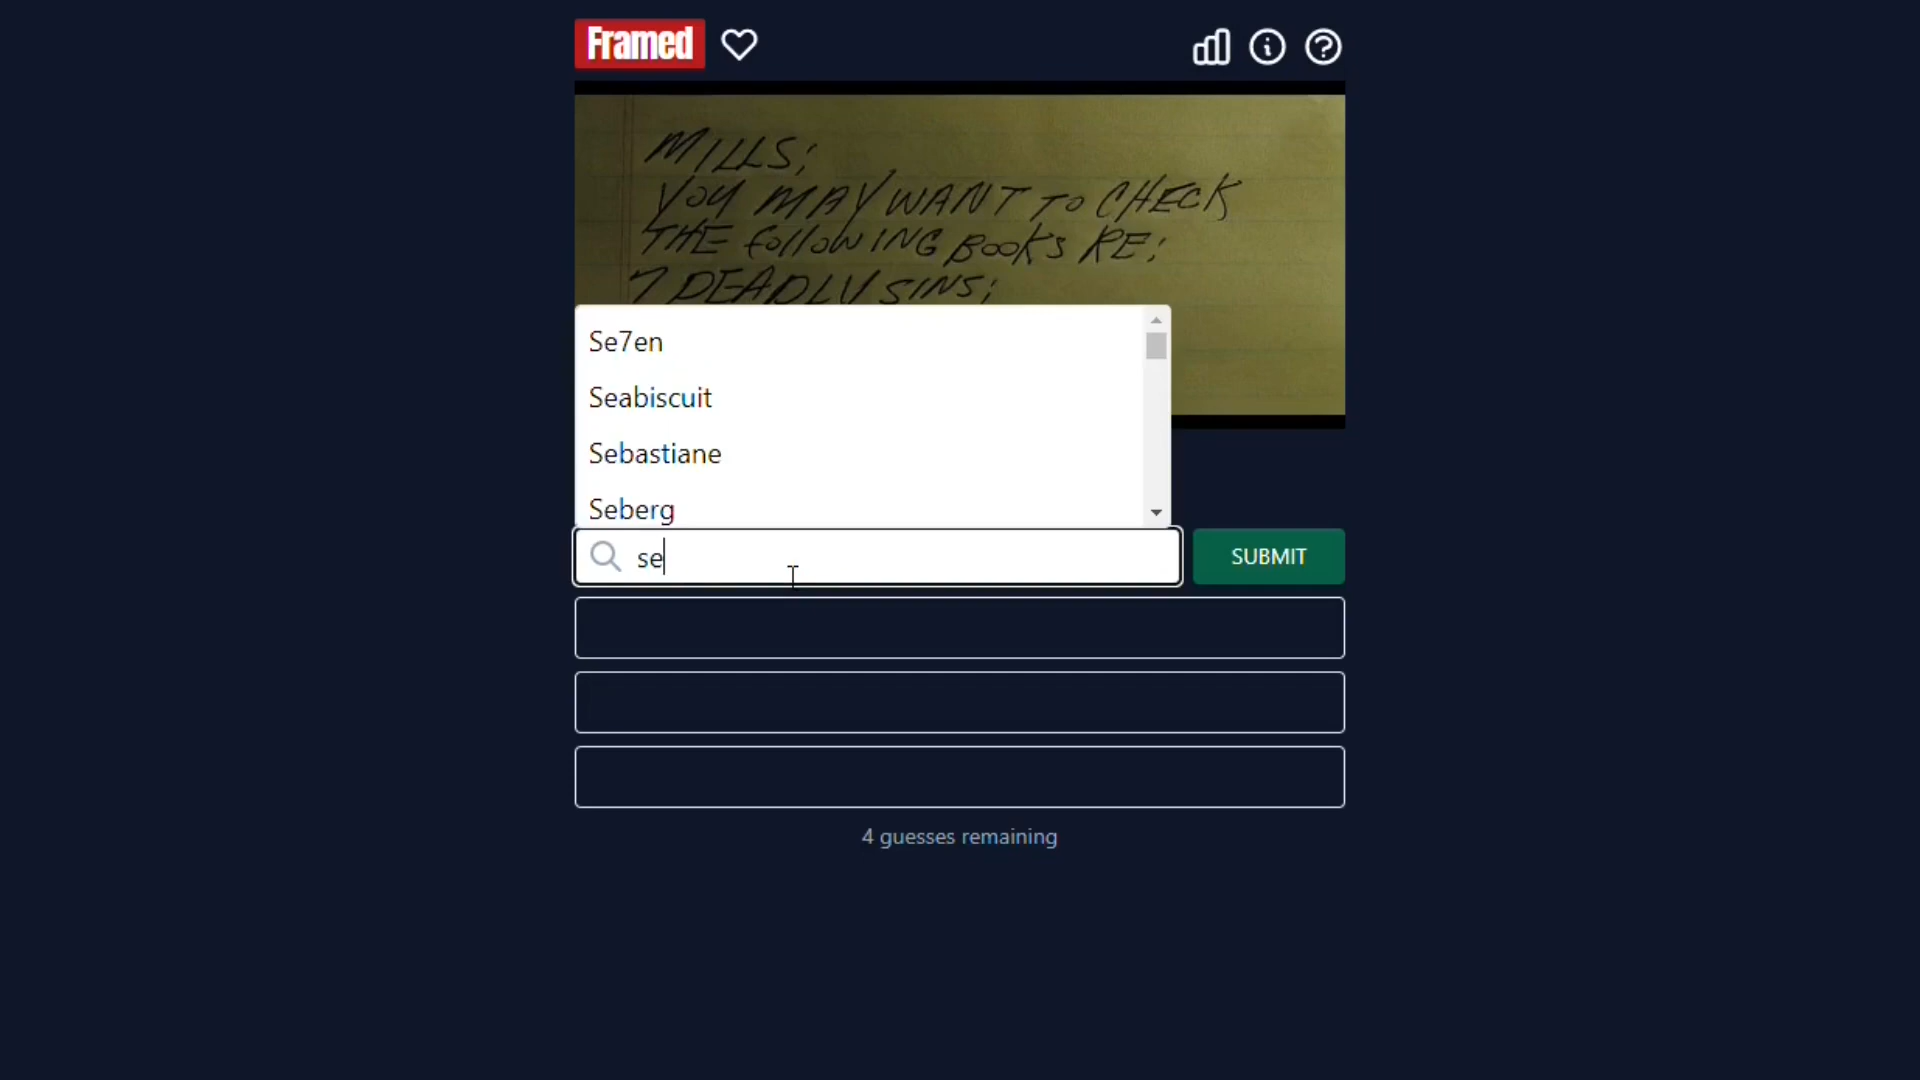 Framed
MILLS;
YOU MAY WANT TO CHECK
THE followING BOOKS RE:
7 DEADLY SINS;
Se7en
Seabiscuit
Sebastiane
Seberg
se
SUBMIT
4 guesses remaining